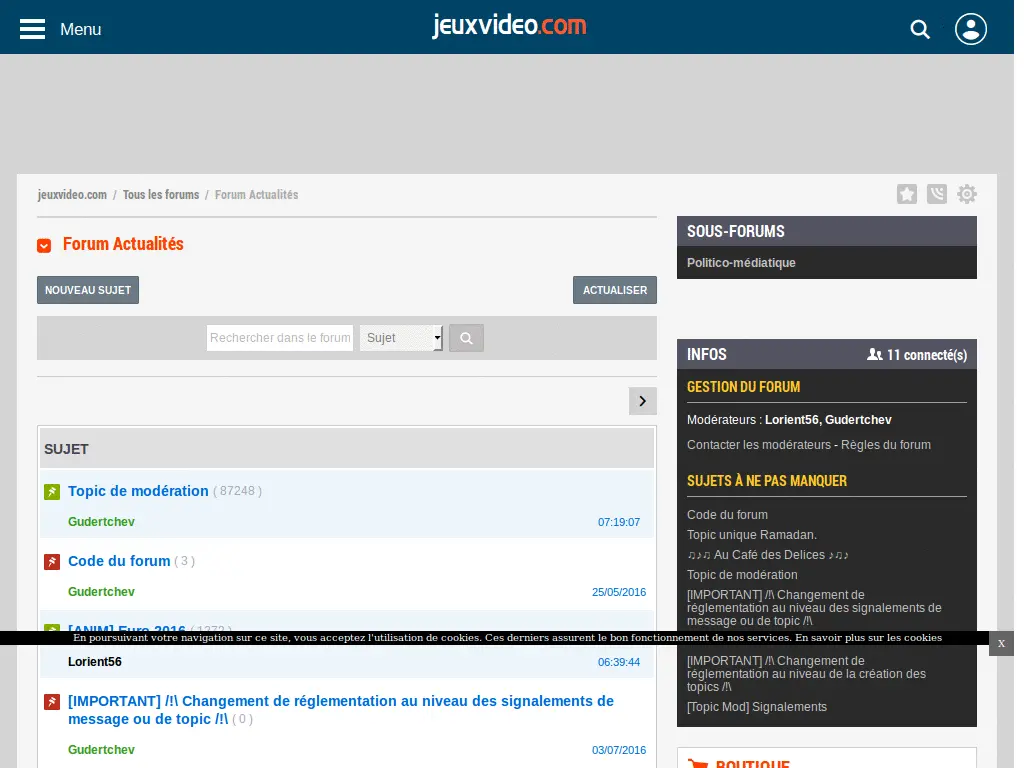 Menu
jeuxvideo.com
jeuxvideo.com / Tous les forums / Forum Actualités
Forum Actualités
NOUVEAU SUJET
ACTUALISER
Rechercher dans le forum
Sujet
SUJET
Topic de modération ( 87248 )
Gudertchev
07:19:07
Code du forum ( 3 )
Gudertchev
25/05/2016
[ANIM] Euro 2016 ( 1372 )
En poursuivant votre navigation sur ce site, vous acceptez l'utilisation de cookies. Ces derniers assurent le bon fonctionnement de nos services. En savoir plus sur les cookies
X
Lorient56
06:39:44
[IMPORTANT] /!\ Changement de réglementation au niveau des signalements de
message ou de topic /!\ ( 0 )
Gudertchev
03/07/2016
SOUS-FORUMS
Politico-médiatique
INFOS
11 connecté(s)
GESTION DU FORUM
Modérateurs : Lorient56, Gudertchev
Contacter les modérateurs - Règles du forum
SUJETS À NE PAS MANQUER
Code du forum
Topic unique Ramadan.
♫♪♫ Au Café des Delices ♪♫♪
Topic de modération
[IMPORTANT] /!\ Changement de
réglementation au niveau des signalements de
message ou de topic /!\
[IMPORTANT] /!\ Changement de
réglementation au niveau de la création des
topics /!\
[Topic Mod] Signalements
BOUTIQUE